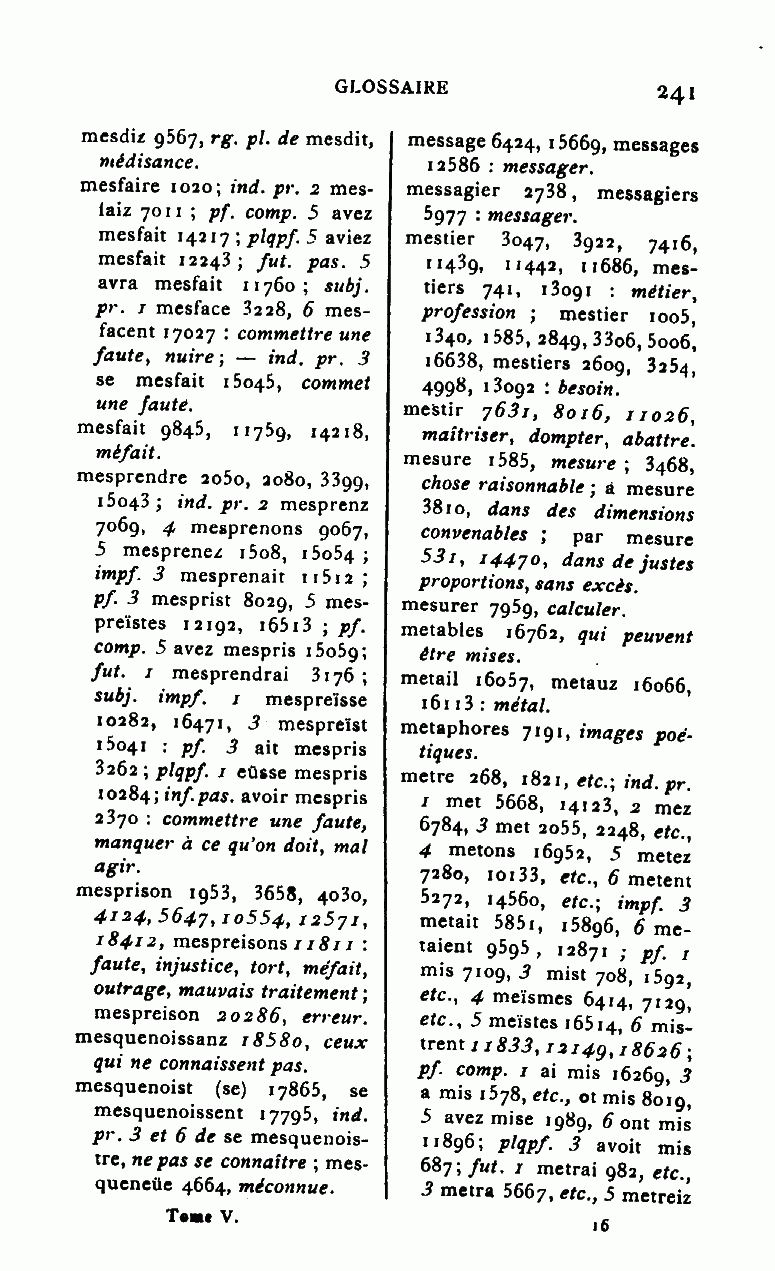 GLOSSAIRE 241
mesdiz 9567, rg. pl. de mesdit,
médisance.
mesfaire 1020; ind. pr. 2 mes-
faiz 7011 ; pf. comp. 5 avez
mesfait 14217; plqpf. 5 aviez
mesfait 12243 ; fut. pas. 5
avra mesfait 11760 ; subj.
pr. 1 mesface 3228, 6 mes-
facent 17027 : commettre une
faute, nuire; — ind. pr. 3
se mesfait 15045, commet
une faute.
mesfait 9845, 11759, 14218,
méfait.
mesprendre 2050, 2080, 3399,
15043 ; ind. pr. 2 mesprenz
7069, 4 mesprenons 9067,
5 mesprenez 1508, 15054 ;
impf. 3 mesprenait 11512 ;
pf. 3 mesprist 8029, 5 mes-
preïstes 12192, 16513 ; pf.
comp. 5 avez mespris 15059;
fut. 1 mesprendrai 3176 ;
subj. impf. 1 mespreïsse
10282, 16471, 3 mespreïst
15041 : pf. 3 ait mespris
3262; plqpf. 1 eüsse mespris
10284; inf. pas. avoir mespris
2370 : commettre une faute,
manquer à ce qu'on doit, mal
agir.
mesprison 1953, 3658, 4030,
4124, 5647, 10554, 12571,
18412, mespreisons 11811 :
faute, injustice, tort, méfait,
outrage, mauvais traitement ;
mespreison 20286, erreur.
mesquenoissanz 18580, ceux
qui ne connaissent pas.
mesquenoist (se) 17865, se
mesquenoissent 17795, ind.
pr. 3 et 6 de se mesquenois-
tre, ne pas se connaître ; mes-
queneüe 4664, méconnue.
message 6424, 15669, messages
12586 : messager.
messagier 2738, messagiers
5977 : messager.
mestier 3047, 3922, 7416,
11439, 11442, 11686, mes-
tiers 741, 13091 : métier,
profession ; mestier 1005,
1340, 1585, 2849, 3306, 5006,
16638, mestiers 2609, 3254,
4998, 13092 : besoin.
mestir 7631, 8016, 11026,
maîtriser, dompter, abattre.
mesure 1585, mesure ; 3468,
chose raisonnable ; a mesure
3810, dans des dimensions
convenables ; par mesure
531, 14470, dans de justes
proportions, sans excès.
mesurer 7959, calculer.
metables 16762, qui peuvent
être mises.
metail 16057, metauz 16066,
16113 : métal.
metaphores 7191, images poé-
tiques.
metre 268, 1821, etc.; ind. pr.
1 met 5668, 14123, 2 mez
6784, 3 met 2055, 2248, etc.,
4 metons 16952, 5 metez
7280, 10133, etc., 6 metent
5272, 14560, etc.; impf. 3
metait 5851, 15896, 6 me-
taient 9595, 12871 ; pf. 1
mis 7109, 3 mist 708, 1592,
etc., 4 meïsmes 6414, 7129,
etc., 5 meïstes 16514, 6 mis-
trent 11833, 12149, 18626 ;
pf. comp. 1 ai mis 16269, 3
a mis 1578, etc., ot mis 8019,
5 avez mise 1989, 6 ont mis
11896; plqpf. 3 avoit mis
687; fut. 1 metrai 982, etc.,
3 metra 5667, etc., 5 metreiz
Tome V. 16